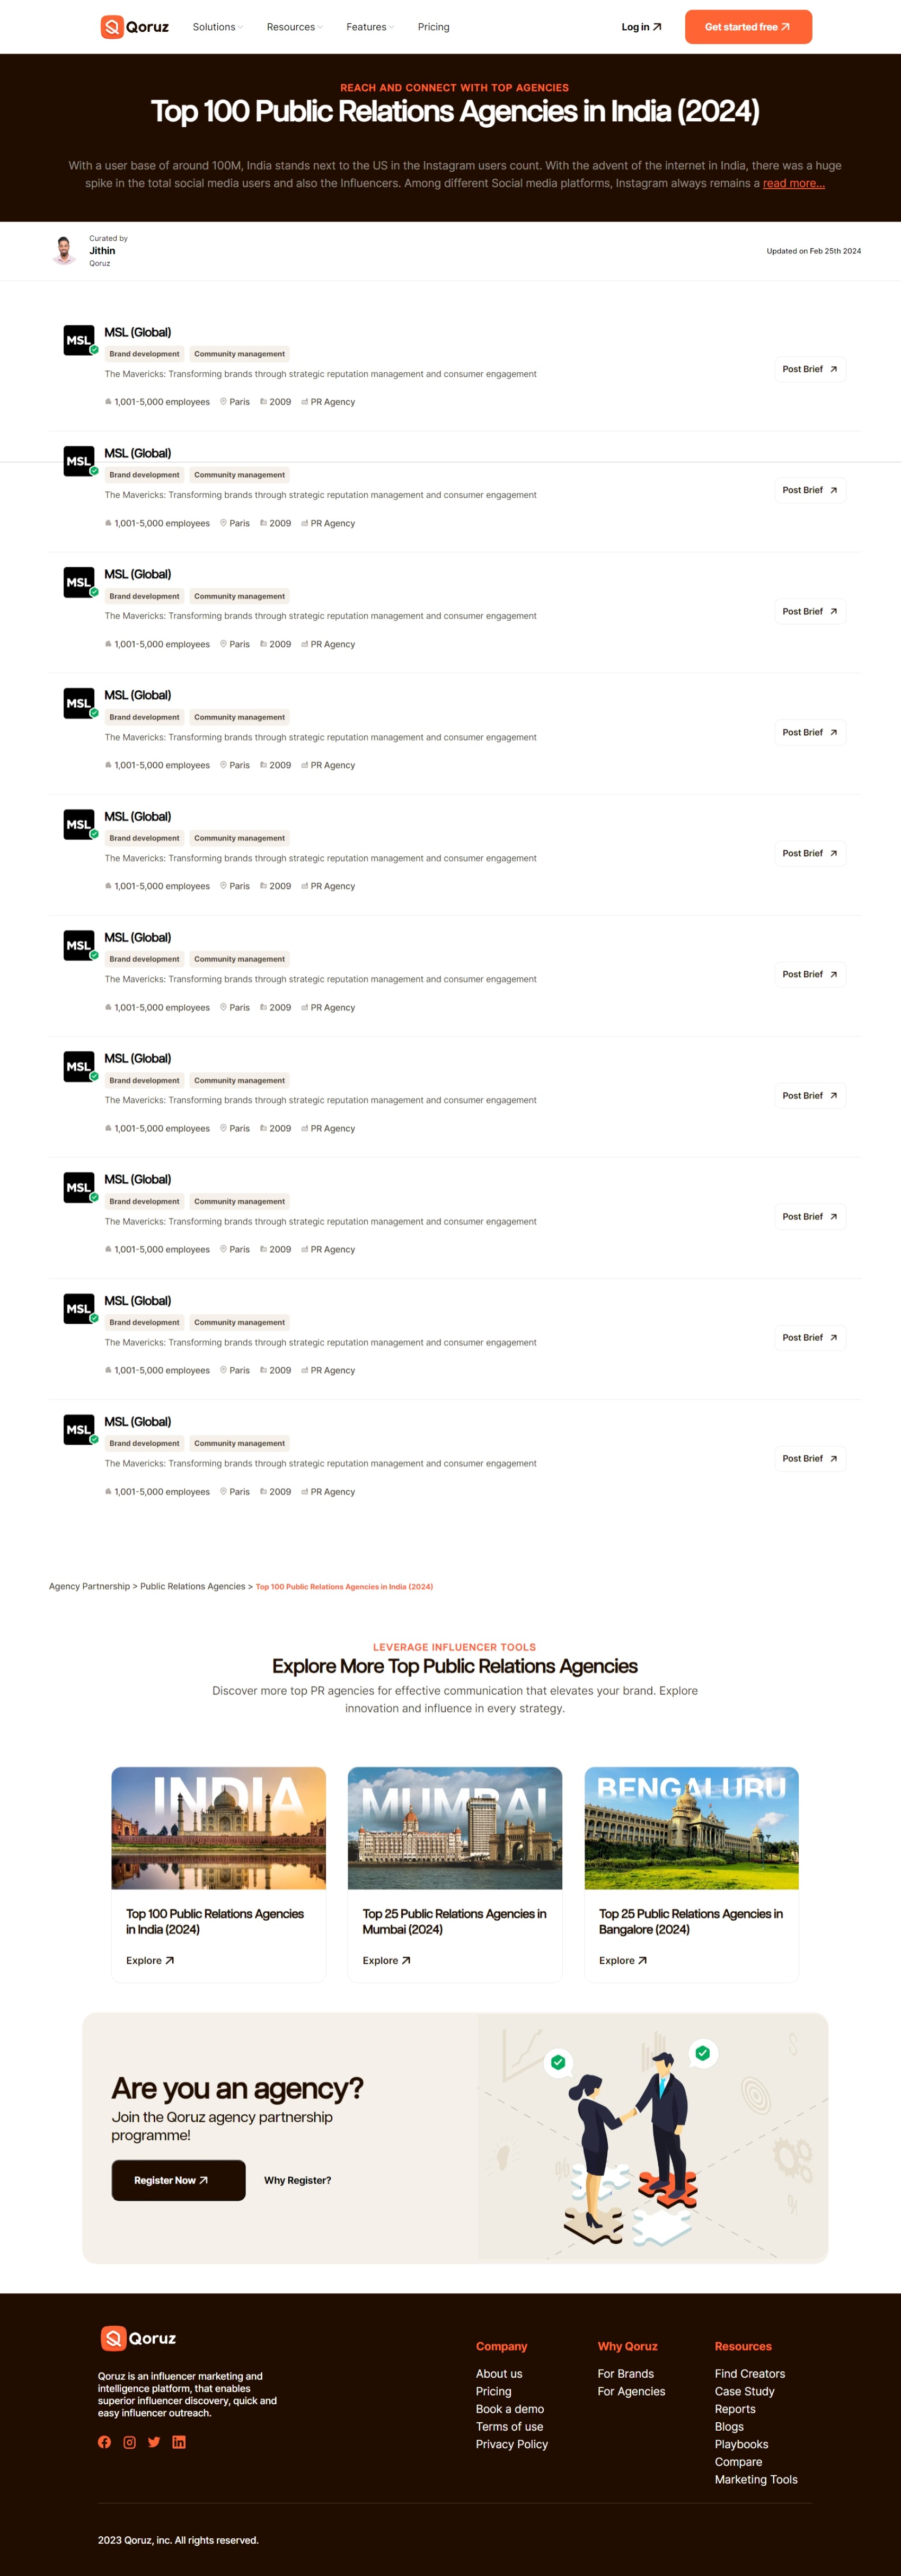 Qoruz
Solutions
Resources
Features
Pricing
Log in
Get started free
REACH AND CONNECT WITH TOP AGENCIES
Top 100 Public Relations Agencies in India (2024)
With a user base of around 100M, India stands next to the US in the Instagram users count. With the advent of the internet in India, there was a huge
spike in the total social media users and also the Influencers. Among different Social media platforms, Instagram always remains a read more...
Curated by
Jithin
Qoruz
Updated on Feb 25th 2024
MSL
MSL (Global)
Brand development Community management
The Mavericks: Transforming brands through strategic reputation management and consumer engagement
Post Brief
1,001-5,000 employees Paris 2009 PR Agency
MSL
MSL (Global)
Brand development Community management
The Mavericks: Transforming brands through strategic reputation management and consumer engagement
Post Brief
1,001-5,000 employees Paris 2009 PR Agency
MSL
MSL (Global)
Brand development Community management
The Mavericks: Transforming brands through strategic reputation management and consumer engagement
Post Brief
1,001-5,000 employees Paris 2009 PR Agency
MSL
MSL (Global)
Brand development Community management
The Mavericks: Transforming brands through strategic reputation management and consumer engagement
Post Brief
1,001-5,000 employees Paris 2009 PR Agency
MSL
MSL (Global)
Brand development Community management
The Mavericks: Transforming brands through strategic reputation management and consumer engagement
Post Brief
1,001-5,000 employees Paris 2009 PR Agency
MSL
MSL (Global)
Brand development Community management
The Mavericks: Transforming brands through strategic reputation management and consumer engagement
Post Brief
1,001-5,000 employees Paris 2009 PR Agency
MSL
MSL (Global)
Brand development Community management
The Mavericks: Transforming brands through strategic reputation management and consumer engagement
Post Brief
1,001-5,000 employees Paris 2009 PR Agency
MSL
MSL (Global)
Brand development Community management
The Mavericks: Transforming brands through strategic reputation management and consumer engagement
Post Brief
1,001-5,000 employees Paris 2009 PR Agency
MSL
MSL (Global)
Brand development Community management
The Mavericks: Transforming brands through strategic reputation management and consumer engagement
Post Brief
1,001-5,000 employees Paris 2009 PR Agency
MSL
MSL (Global)
Brand development Community management
The Mavericks: Transforming brands through strategic reputation management and consumer engagement
Post Brief
1,001-5,000 employees Paris 2009 PR Agency
Agency Partnership > Public Relations Agencies > Top 100 Public Relations Agencies in India (2024)
LEVERAGE INFLUENCER TOOLS
Explore More Top Public Relations Agencies
Discover more top PR agencies for effective communication that elevates your brand. Explore
innovation and influence in every strategy.
INDIA
Top 100 Public Relations Agencies
in India (2024)
Explore
MUMBAI
Top 25 Public Relations Agencies in
Mumbai (2024)
Explore
BENGALURU
Top 25 Public Relations Agencies in
Bangalore (2024)
Explore
Are you an agency?
Join the Qoruz agency partnership
programme!
Register Now
Why Register?
Qoruz
Qoruz is an influencer marketing and
intelligence platform, that enables
superior influencer discovery, quick and
easy influencer outreach.
Company
About us
Pricing
Book a demo
Terms of use
Privacy Policy
Why Qoruz
For Brands
For Agencies
Resources
Find Creators
Case Study
Reports
Blogs
Playbooks
Compare
Marketing Tools
2023 Qoruz, inc. All rights reserved.